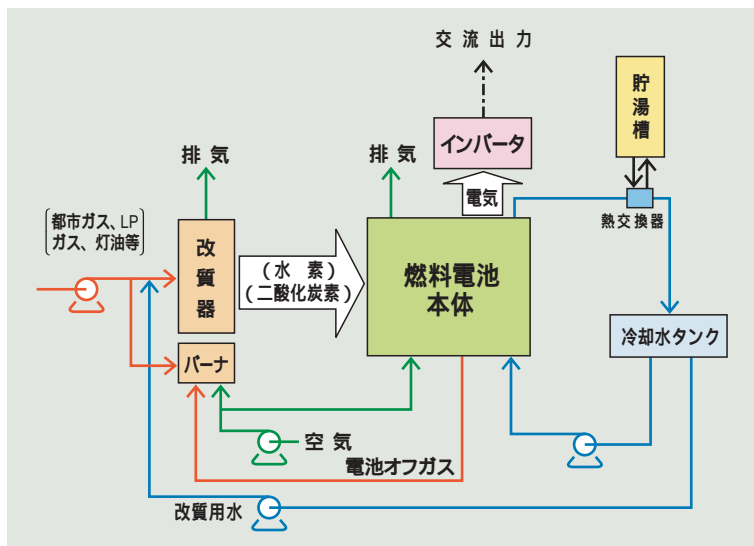 交流出力
貯湯槽
インバータ
排気
排気
電気
都市ガス、LP
ガス、灯油等
熱交換器
改質器
(水素)
(二酸化炭素)
燃料電池
本体
冷却水タンク
バーナ
空気
電池オフガス
改質用水